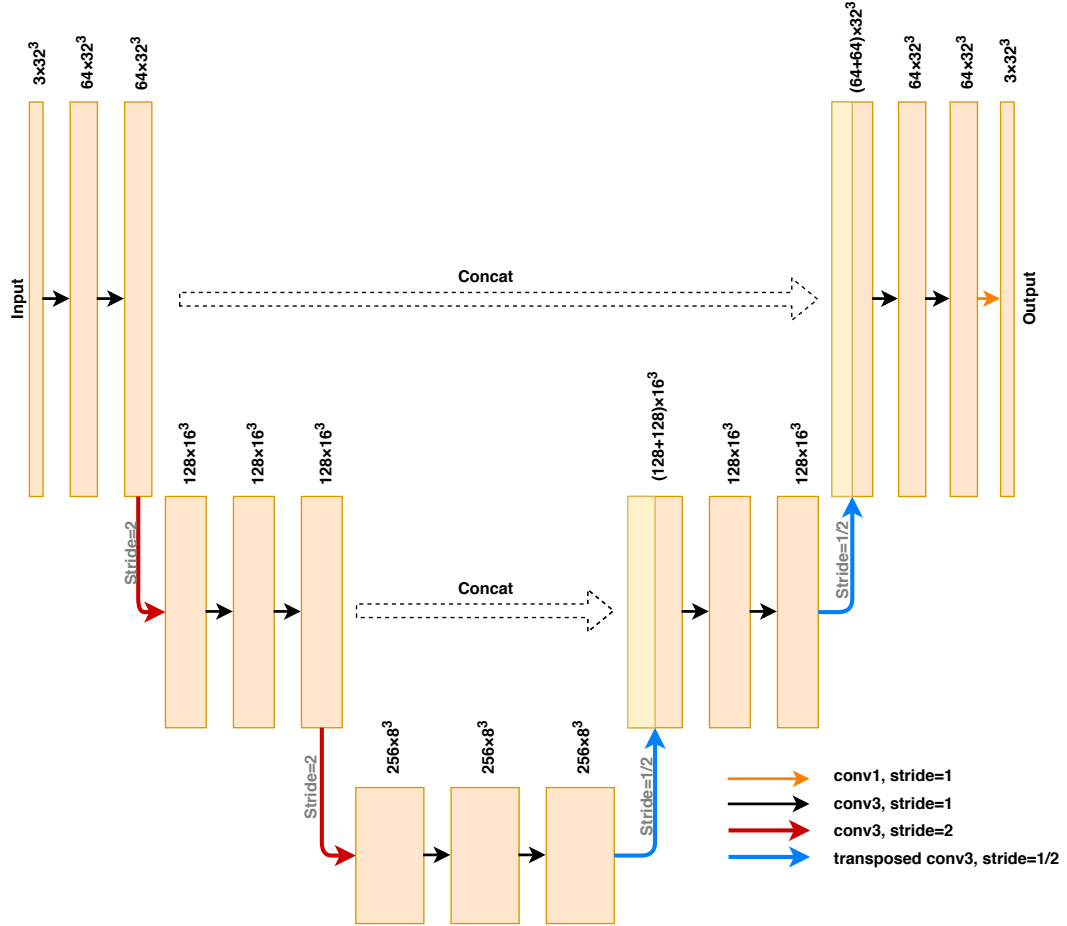 3×32³
64×32³
64×32³
(64+64)×32³
64×32³
64×32³
3×32³
Input
Concat
Output
128×16³
128×16³
128×16³
(128+128)×16³
128×16³
128×16³
Stride=2
Concat
Stride=1/2
256×8³
256×8³
256×8³
Stride=2
Stride=1/2
conv1, stride=1
conv3, stride=1
conv3, stride=2
transposed conv3, stride=1/2